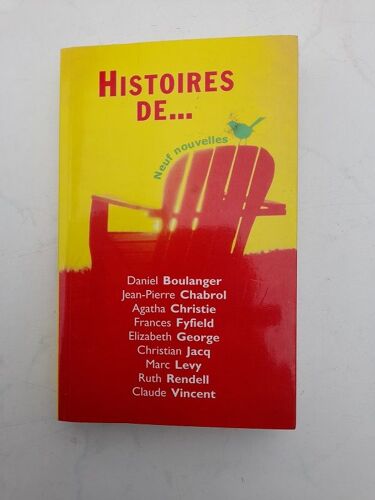 HISTOIRES
DE...
Neuf nouvelles
Daniel Boulanger
Jean-Pierre Chabrol
Agatha Christie
Frances Fyfield
Elizabeth George
Christian Jacq
Marc Levy
Ruth Rendell
Claude Vincent